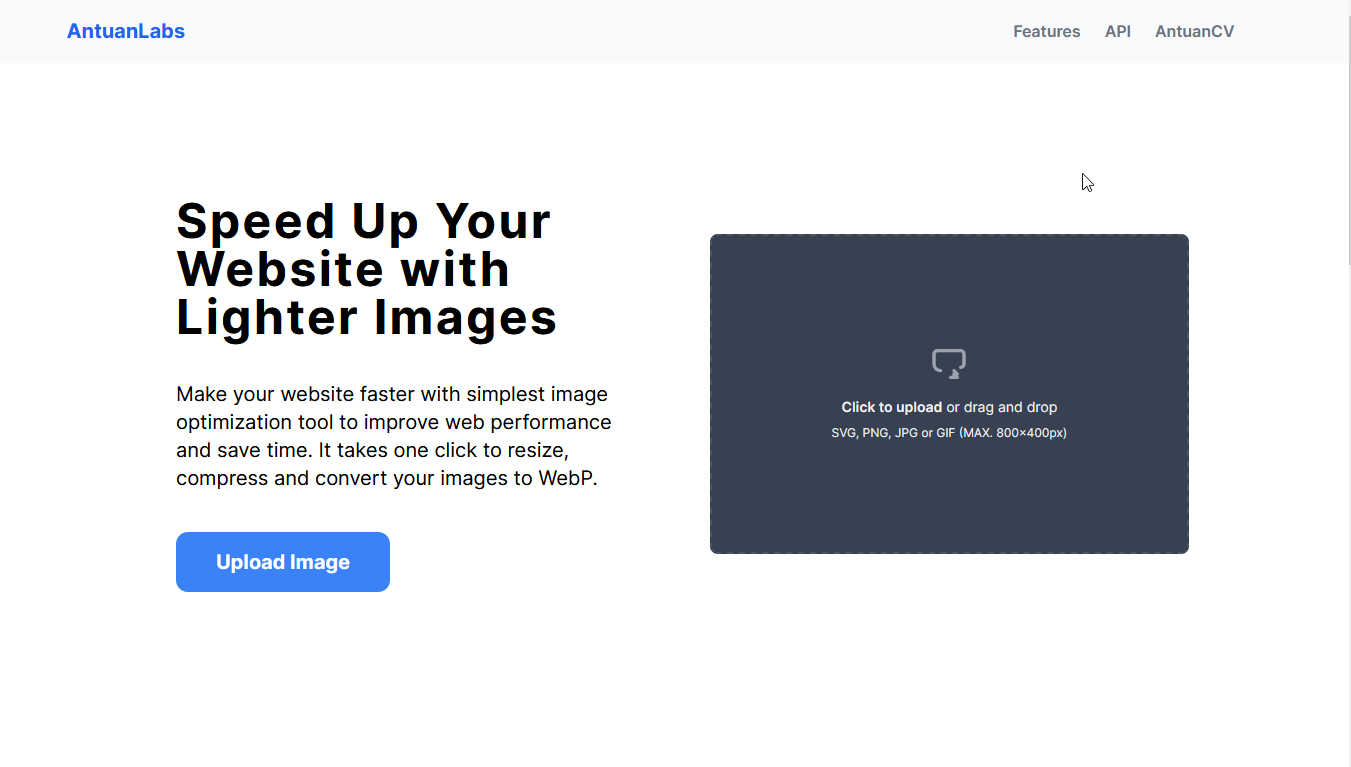 AntuanLabs
Features API AntuanCV
Speed Up Your
Website with
Lighter Images
Make your website faster with simplest image
optimization tool to improve web performance
and save time. It takes one click to resize,
compress and convert your images to WebP.
Upload Image
Click to upload or drag and drop
SVG, PNG, JPG or GIF (MAX. 800×400px)